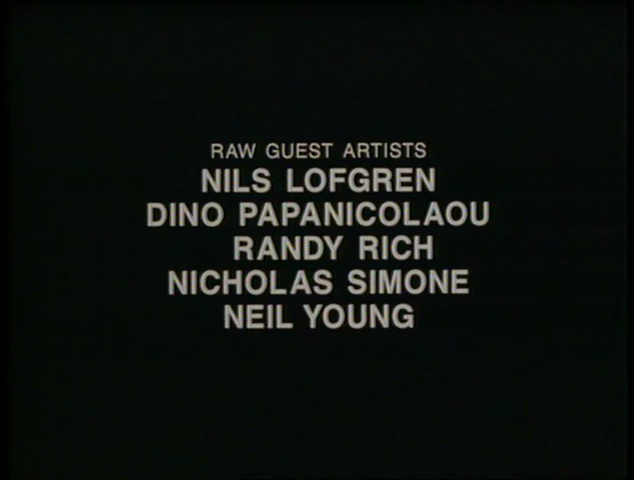 RAW GUEST ARTISTS
NILS LOFGREN
DINO PAPANICOLAOU
RANDY RICH
NICHOLAS SIMONE
NEIL YOUNG